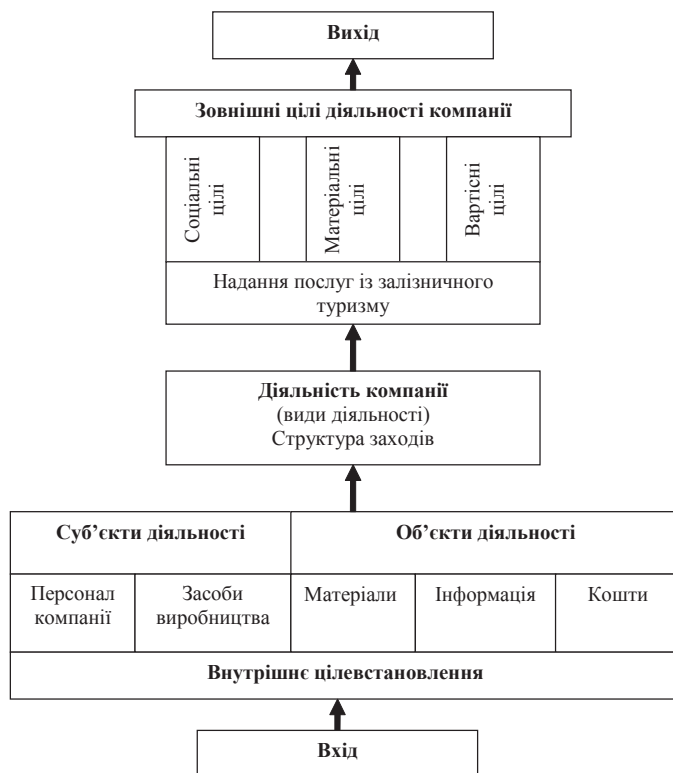 Вихід
Зовнішні цілі діяльності компанії
Соціальні
цілі
Матеріальні
цілі
Вартісні
цілі
Надання послуг із залізничного
туризму
Діяльність компанії
(види діяльності)
Структура заходів
Суб’єкти діяльності
Об’єкти діяльності
Персонал
компанії
Засоби
виробництва
Матеріали
Інформація
Кошти
Внутрішнє цілевстановлення
Вхід